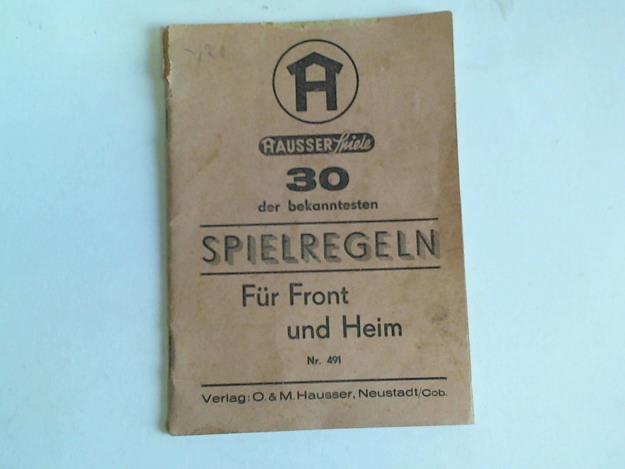 HAUSSER Spiele
30
der bekanntesten
SPIELREGELN
Für Front
und Heim
Nr. 491
Verlag: O. & M. Hausser, Neustadt/Cob.